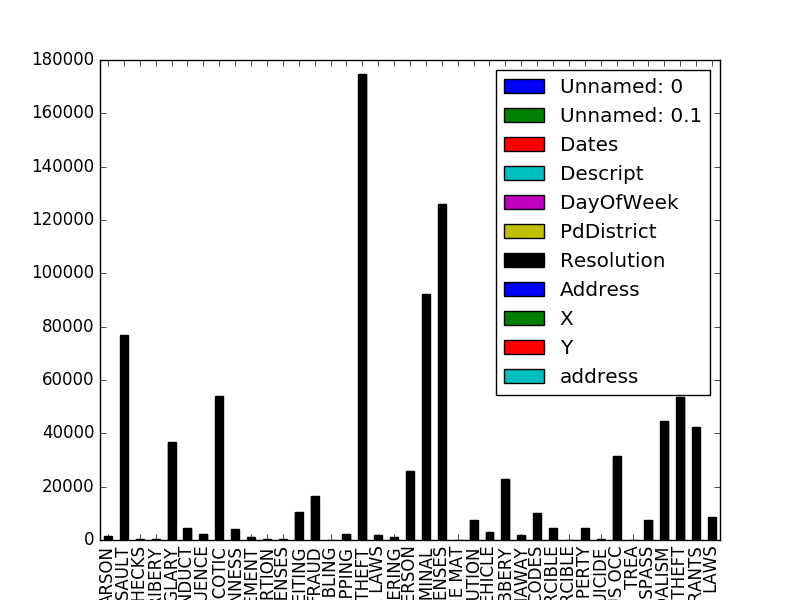 180000
160000
140000
120000
100000
80000
60000
40000
20000
0
Unnamed: 0
Unnamed: 0.1
Dates
Descript
DayOfWeek
PdDistrict
Resolution
Address
X
Y
address
ARSON
SAULT
HECKS
RIBERY
GLARY
NDUCT
UENCE
COTIC
NNESS
EMENT
RTION
ENSES
EITING
FRAUD
BLING
PPING
THEFT
LAWS
ERING
ERSON
MINAL
ENSES
E MAT
UTION
EHICLE
BBERY
NAWAY
CODES
RCIBLE
RCIBLE
PERTY
UICIDE
S OCC
TREA
SPASS
DALISM
THEFT
RANTS
LAWS